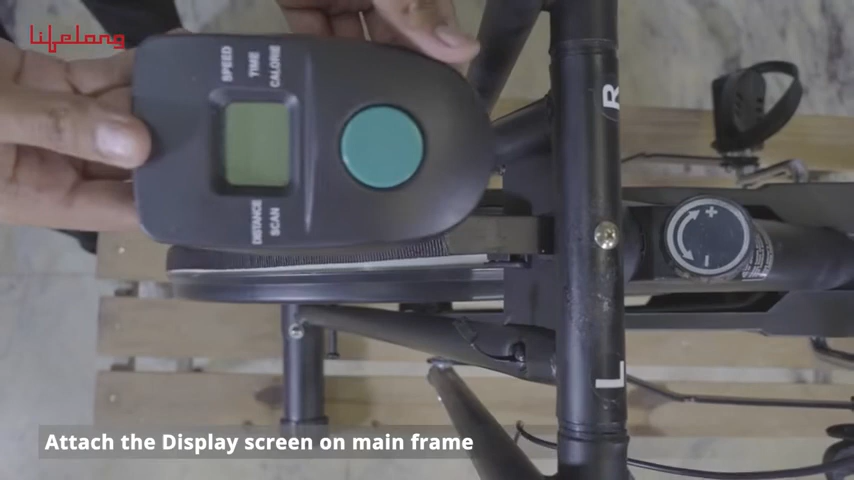 Lifelong
SPEED
TIME
CALORIE
DISTANCE
SCAN
R
L
+
-
Attach the Display screen on main frame